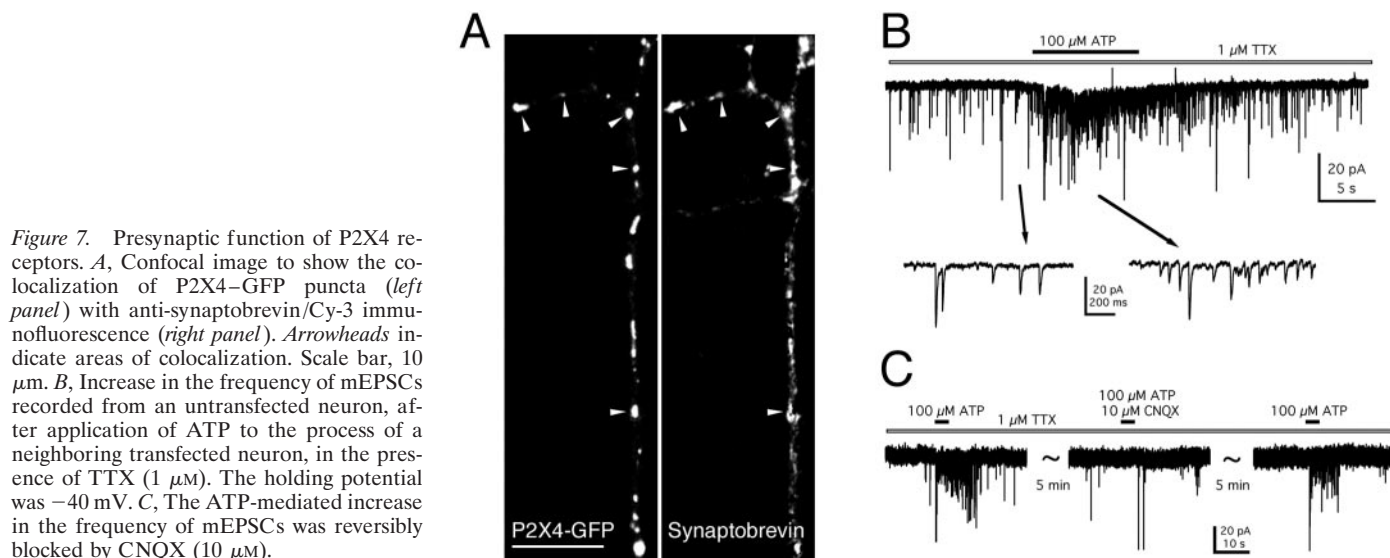 Figure 7. Presynaptic function of P2X4 re-
ceptors. A, Confocal image to show the co-
localization of P2X4–GFP puncta (left
panel) with anti-synaptobrevin/Cy-3 immu-
nofluorescence (right panel). Arrowheads in-
dicate areas of colocalization. Scale bar, 10
μm. B, Increase in the frequency of mEPSCs
recorded from an untransfected neuron, af-
ter application of ATP to the process of a
neighboring transfected neuron, in the pres-
ence of TTX (1 μM). The holding potential
was −40 mV. C, The ATP-mediated increase
in the frequency of mEPSCs was reversibly
blocked by CNQX (10 μM).
A
P2X4-GFP
Synaptobrevin
B
100 μM ATP
1 μM TTX
20 pA
5 s
20 pA
200 ms
C
100 μM ATP
1 μM TTX
100 μM ATP
10 μM CNQX
100 μM ATP
~
5 min
~
5 min
20 pA
10 s